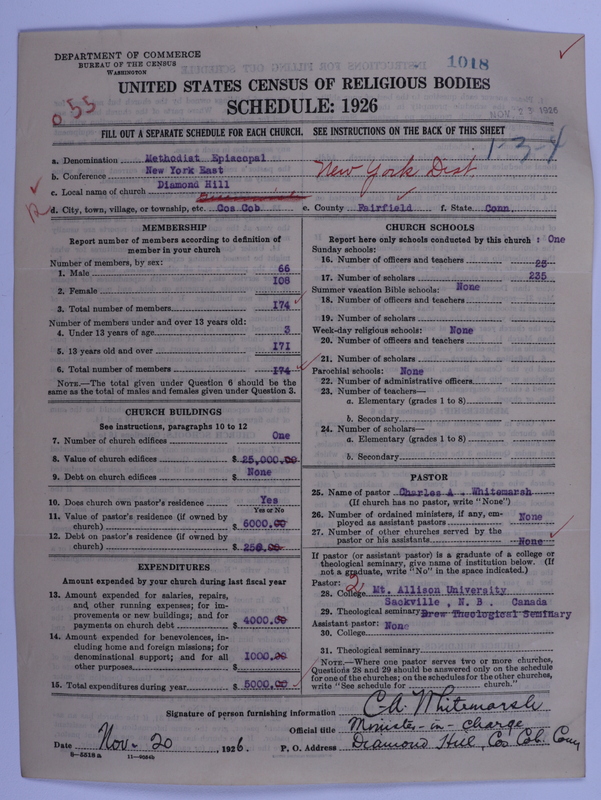 DEPARTMENT OF COMMERCE
BUREAU OF THE CENSUS
WASHINGTON
1018
UNITED STATES CENSUS OF RELIGIOUS BODIES
SCHEDULE: 1926
055
NOV 1926
FILL OUT A SEPARATE SCHEDULE FOR EACH CHURCH. SEE INSTRUCTIONS ON THE BACK OF THIS SHEET
1-3-4
a. Denomination Methodist Episcopal
b. Conference New York East New York Dist
c. Local name of church Diamond Hill
d. City, town, village, or township, etc. Cos Cob e. County Fairfield f. State Conn.
MEMBERSHIP
Report number of members according to definition of member in your church
Number of members, by sex:
1. Male 66
2. Female 108
3. Total number of members 174
Number of members under and over 13 years old:
4. Under 13 years of age 3
5. 13 years old and over 171
6. Total number of members 174
NOTE.—The total given under Question 6 should be the
same as the total of males and females given under Question 3.
CHURCH BUILDINGS
See instructions, paragraphs 10 to 12
7. Number of church edifices One
8. Value of church edifices $ 25,000.00
9. Debt on church edifices $ None
10. Does church own pastor's residence Yes
Yes or No
11. Value of pastor's residence (if owned by
church) $ 6000.00
12. Debt on pastor's residence (if owned by
church) $ 250.00
EXPENDITURES
Amount expended by your church during last fiscal year
13. Amount expended for salaries, repairs,
and other running expenses; for im-
provements or new buildings; and for
payments on church debt $ 4000.00
14. Amount expended for benevolences, in-
cluding home and foreign missions; for
denominational support; and for all
other purposes $ 1000.00
15. Total expenditures during year $ 5000.00
CHURCH SCHOOLS
Report here only schools conducted by this church: One
Sunday schools:
16. Number of officers and teachers 25
17. Number of scholars 235
Summer vacation Bible schools: None
18. Number of officers and teachers
19. Number of scholars
Week-day religious schools: None
20. Number of officers and teachers
21. Number of scholars
Parochial schools: None
22. Number of administrative officers
23. Number of teachers—
a. Elementary (grades 1 to 8)
b. Secondary
24. Number of scholars—
a. Elementary (grades 1 to 8)
b. Secondary
PASTOR
25. Name of pastor Charles A. Whitemarsh
(If church has no pastor, write "None")
26. Number of ordained ministers, if any, em-
ployed as assistant pastors None
27. Number of other churches served by the
pastor or his assistants None
If pastor (or assistant pastor) is a graduate of a college or
theological seminary, give name of institution below. (If
not a graduate, write "No" in the space indicated.)
Pastor: 2
28. College Mt. Allison University
Sackville, N. B. Canada
29. Theological seminary Drew Theological Seminary
Assistant pastor: None
30. College
31. Theological seminary
NOTE.—Where one pastor serves two or more churches,
Questions 28 and 29 should be answered only on the schedule
for one of the churches; on the schedules for the other churches,
write "See schedule for church."
Signature of person furnishing information C A Whitemarsh
Official title Minister-in-charge
Date Nov. 20, 1926. P. O. Address Diamond Hill, Cos Cob, Conn
8-5518a 11-9084b